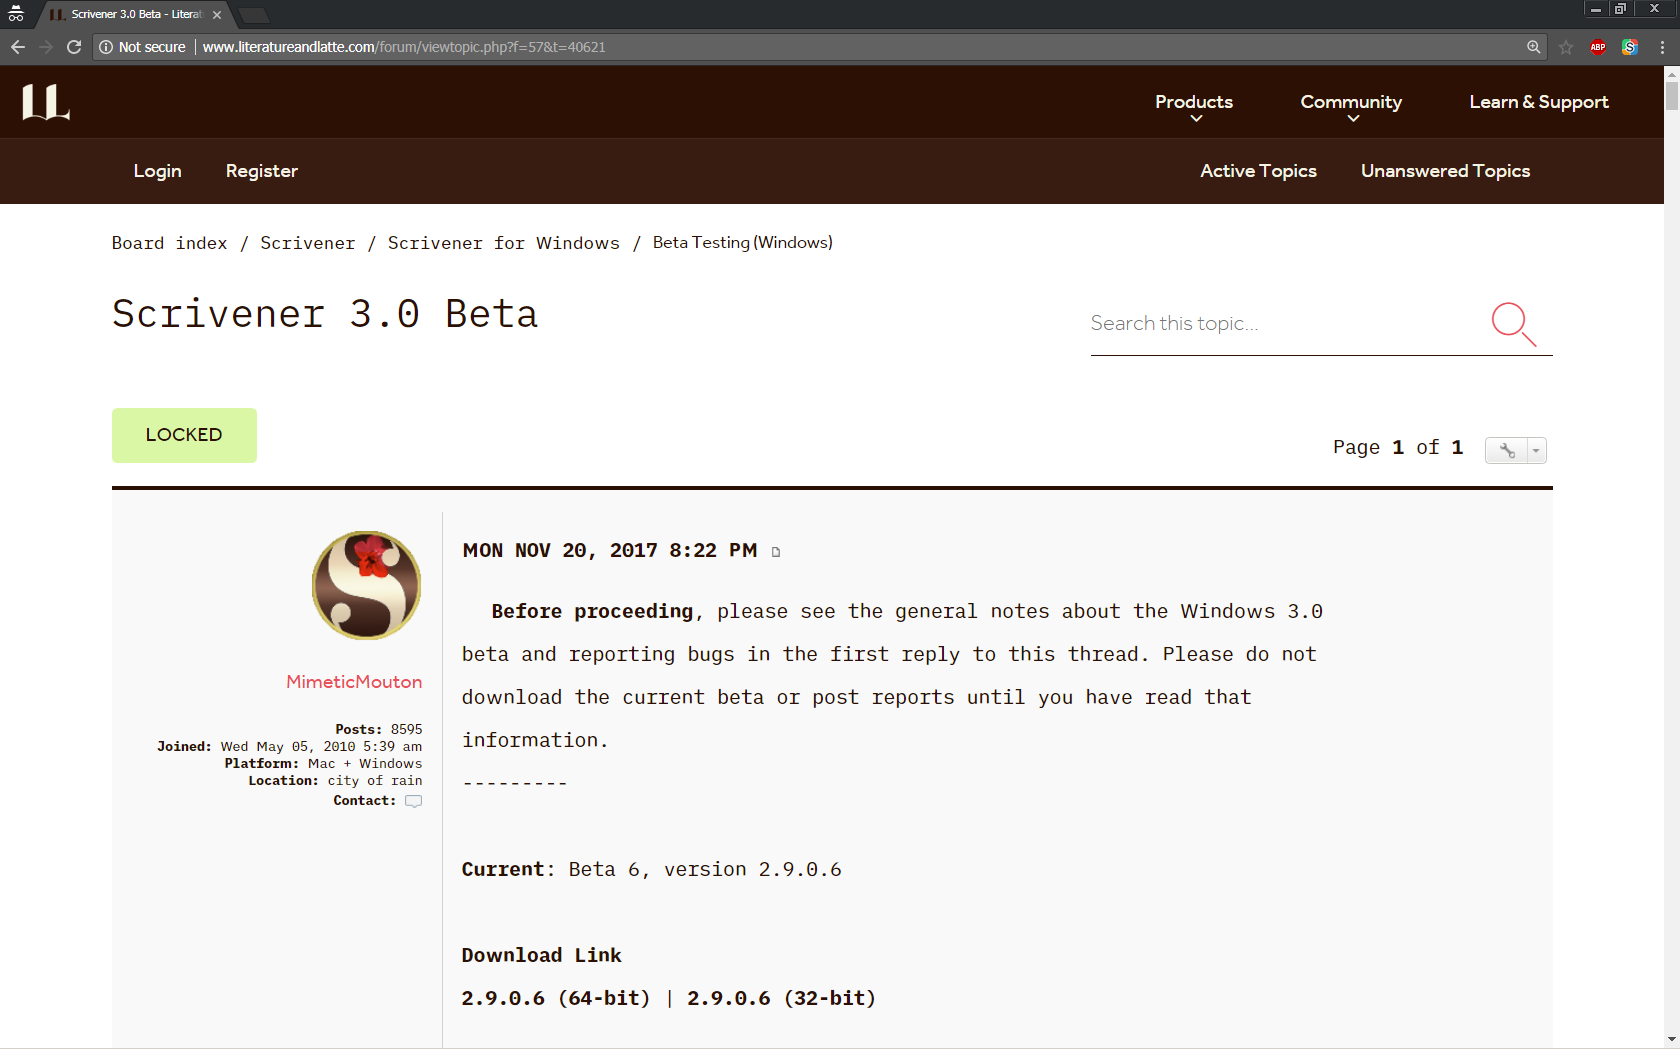 Scrivener 3.0 Beta - Literat
Not secure | www.literatureandlatte.com/forum/viewtopic.php?f=57&t=40621
ABP
S
LL
Products
Community
Learn & Support
Login
Register
Active Topics
Unanswered Topics
Board index / Scrivener / Scrivener for Windows / Beta Testing (Windows)
Scrivener 3.0 Beta
Search this topic...
LOCKED
Page 1 of 1
MON NOV 20, 2017 8:22 PM
MimeticMouton
Posts: 8595
Joined: Wed May 05, 2010 5:39 am
Platform: Mac + Windows
Location: city of rain
Contact:
Before proceeding, please see the general notes about the Windows 3.0
beta and reporting bugs in the first reply to this thread. Please do not
download the current beta or post reports until you have read that
information.
---------
Current: Beta 6, version 2.9.0.6
Download Link
2.9.0.6 (64-bit) | 2.9.0.6 (32-bit)